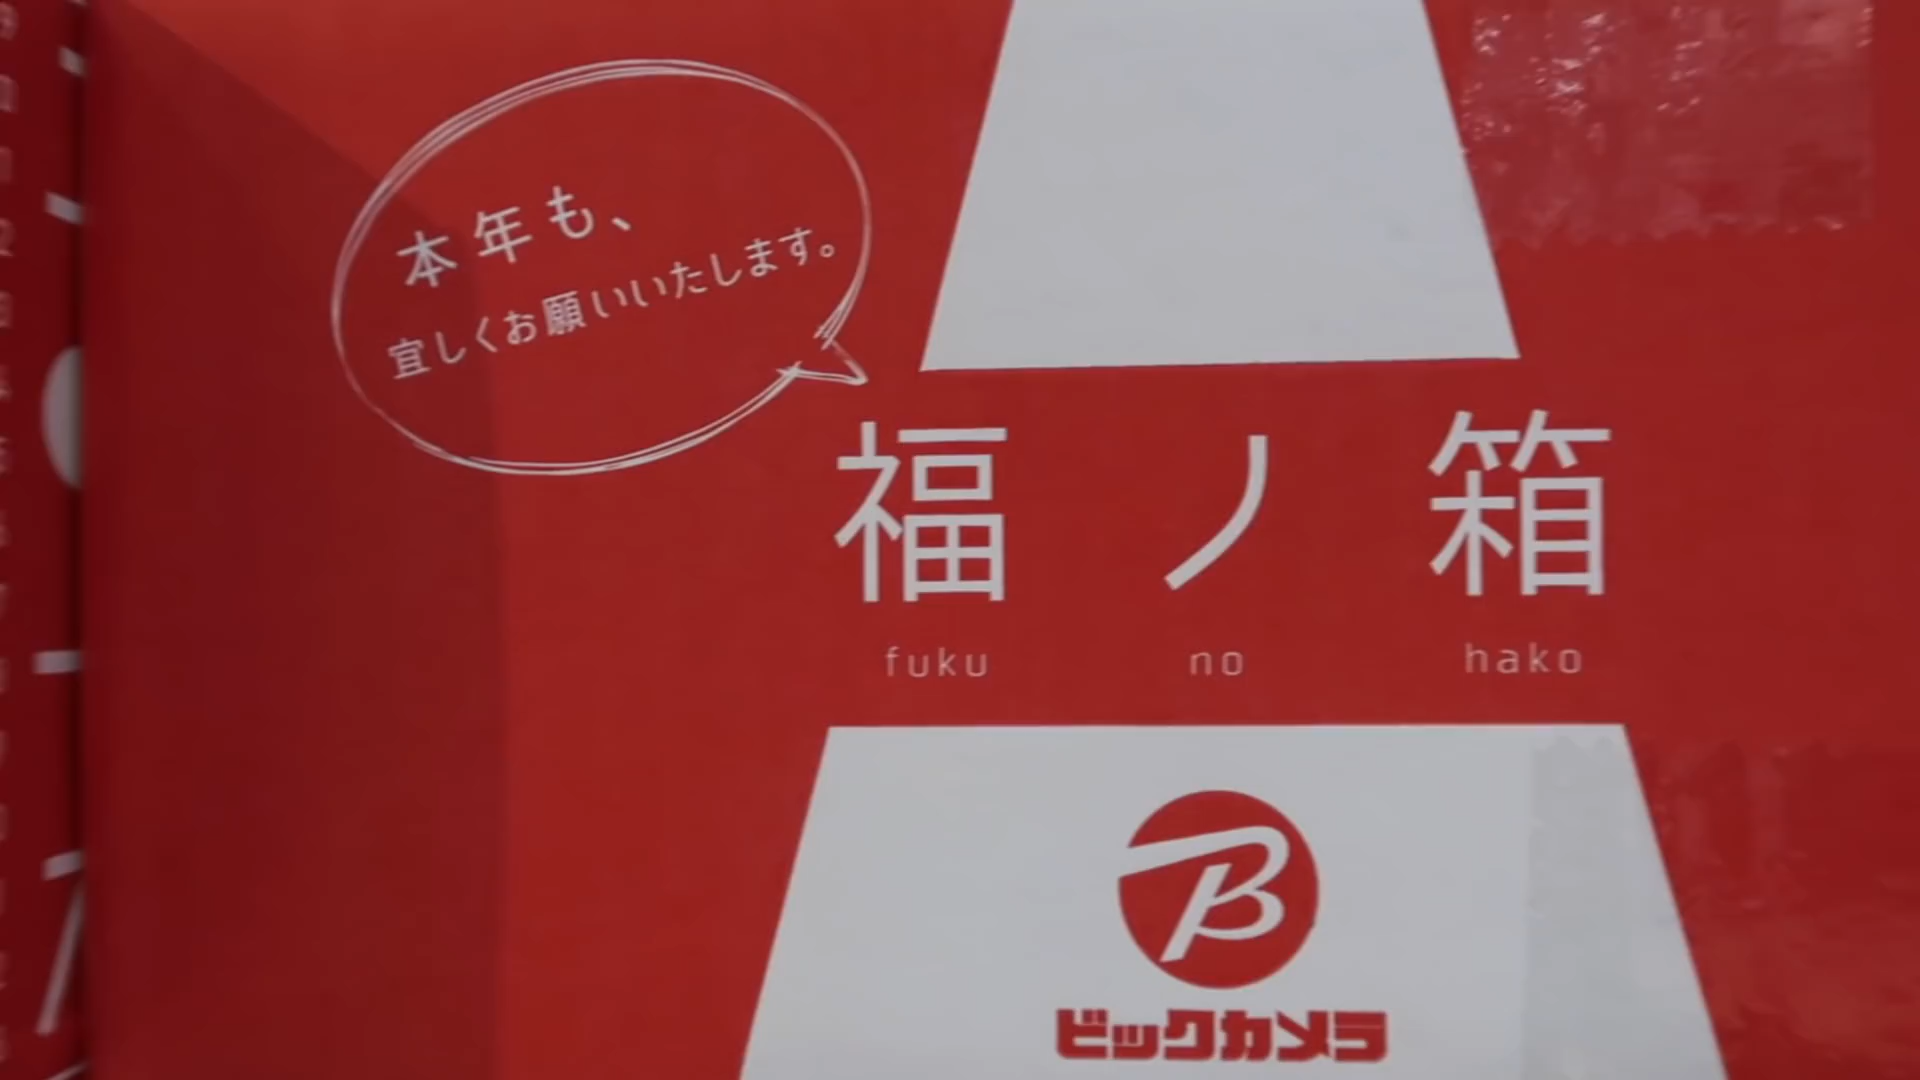 本年も、
宜しくお願いいたします。
福ノ箱
fuku no hako
B
ビックカメラ